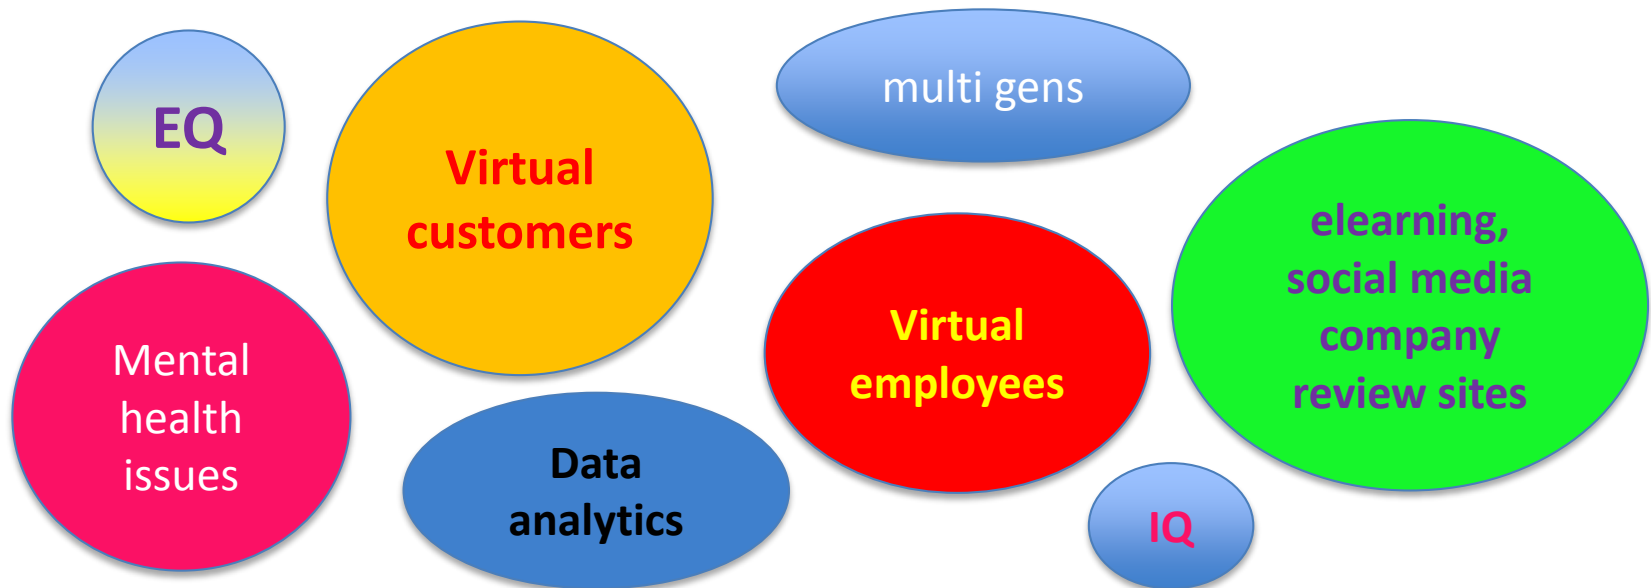 EQ
Virtual
customers
multi gens
elearning,
social media
company
review sites
Mental
health
issues
Virtual
employees
Data
analytics
IQ